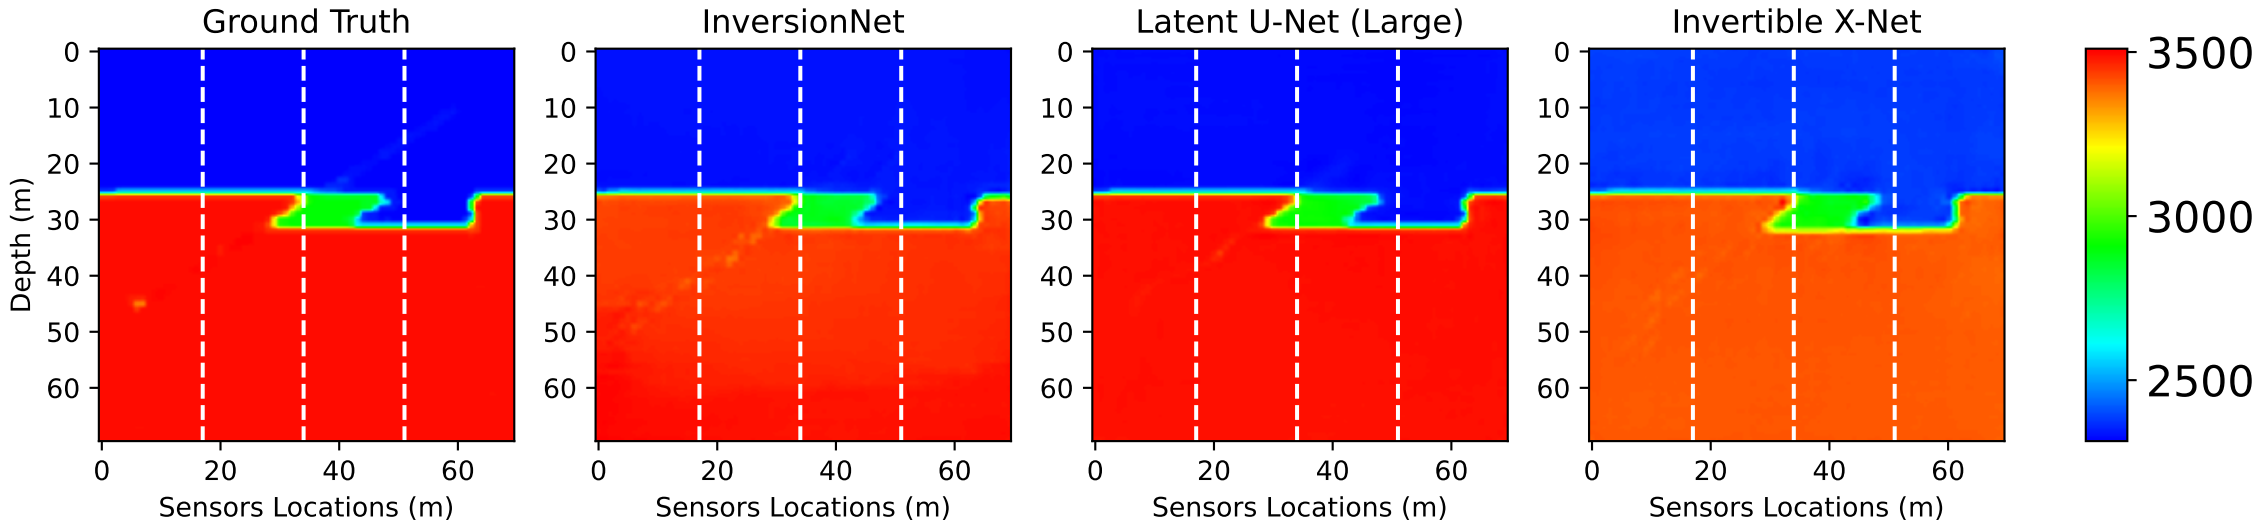 Ground Truth
InversionNet
Latent U-Net (Large)
Invertible X-Net
Depth (m)
0
10
20
30
40
50
60
0 20 40 60
Sensors Locations (m)
0
10
20
30
40
50
60
0 20 40 60
Sensors Locations (m)
0
10
20
30
40
50
60
0 20 40 60
Sensors Locations (m)
0
10
20
30
40
50
60
0 20 40 60
Sensors Locations (m)
3500
3000
2500